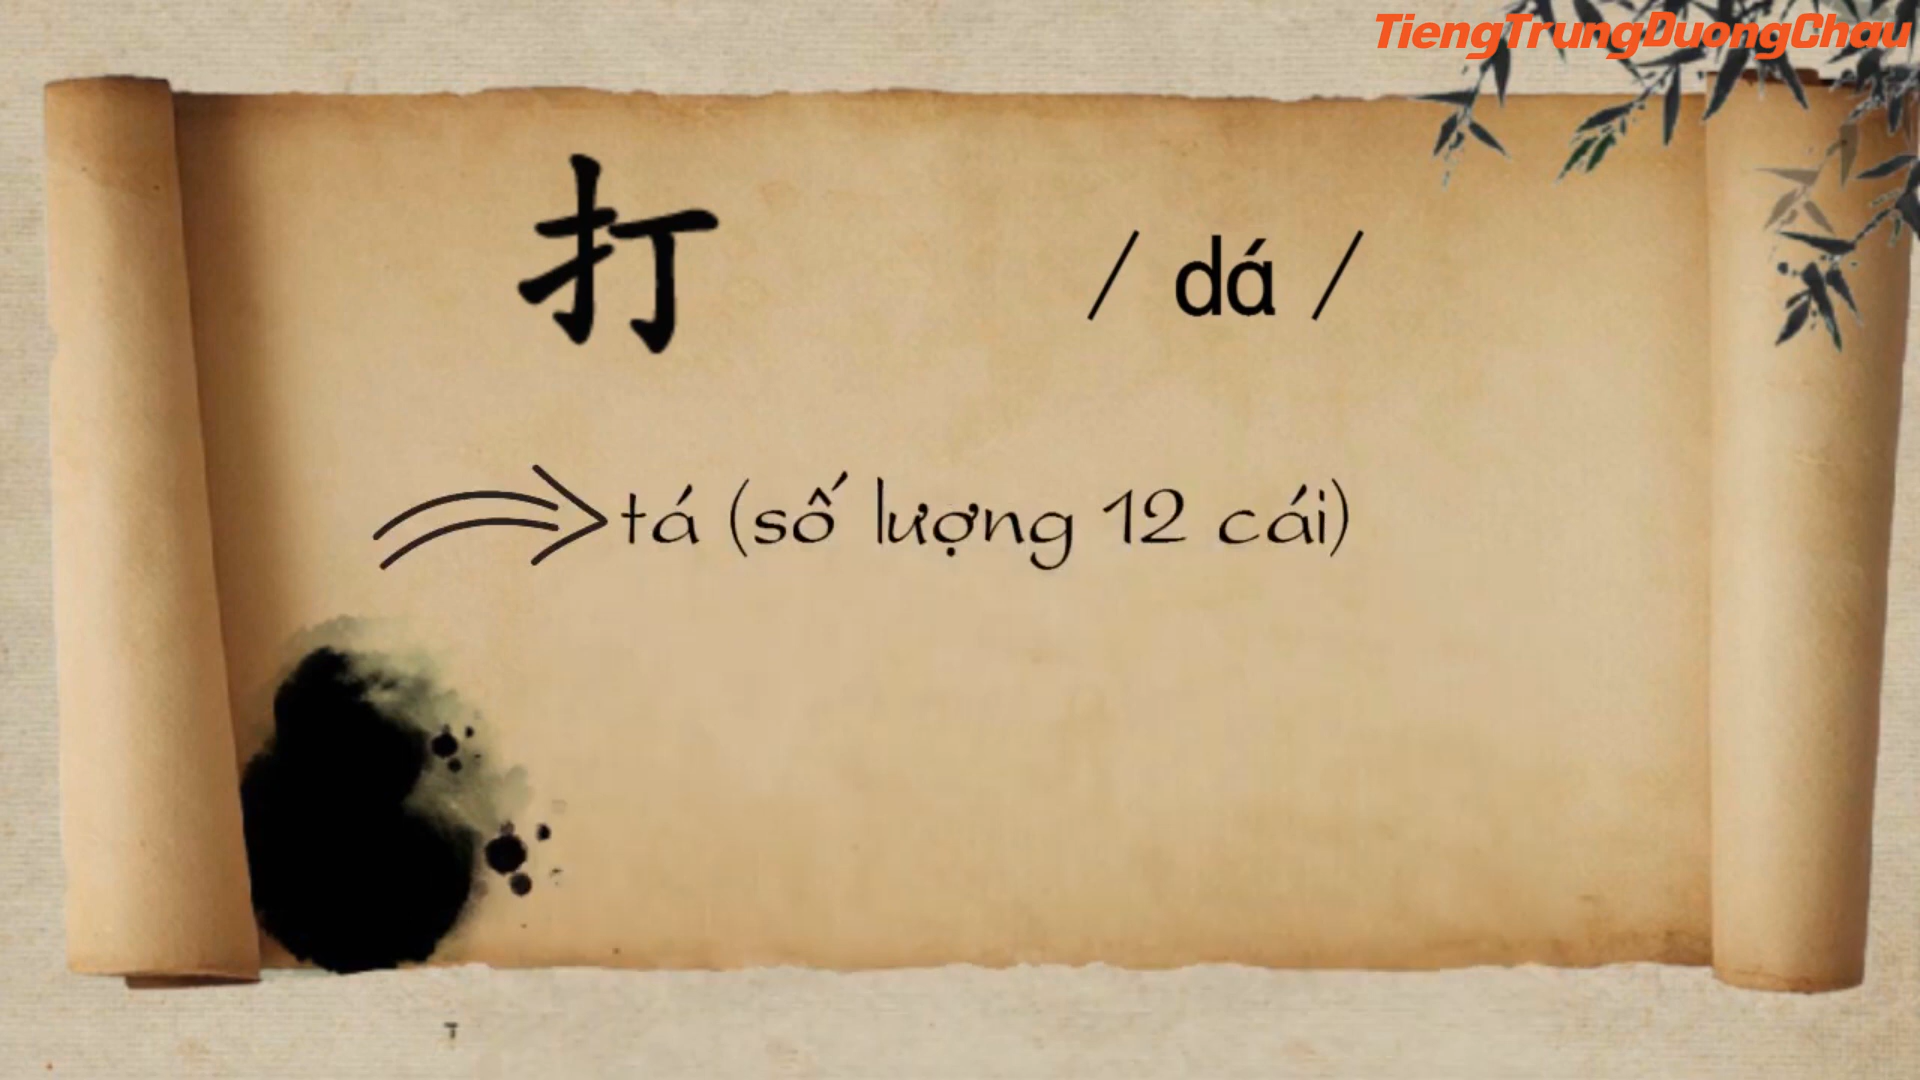 TiengTrungDuongChau
打 / dá /
tá (số lượng 12 cái)